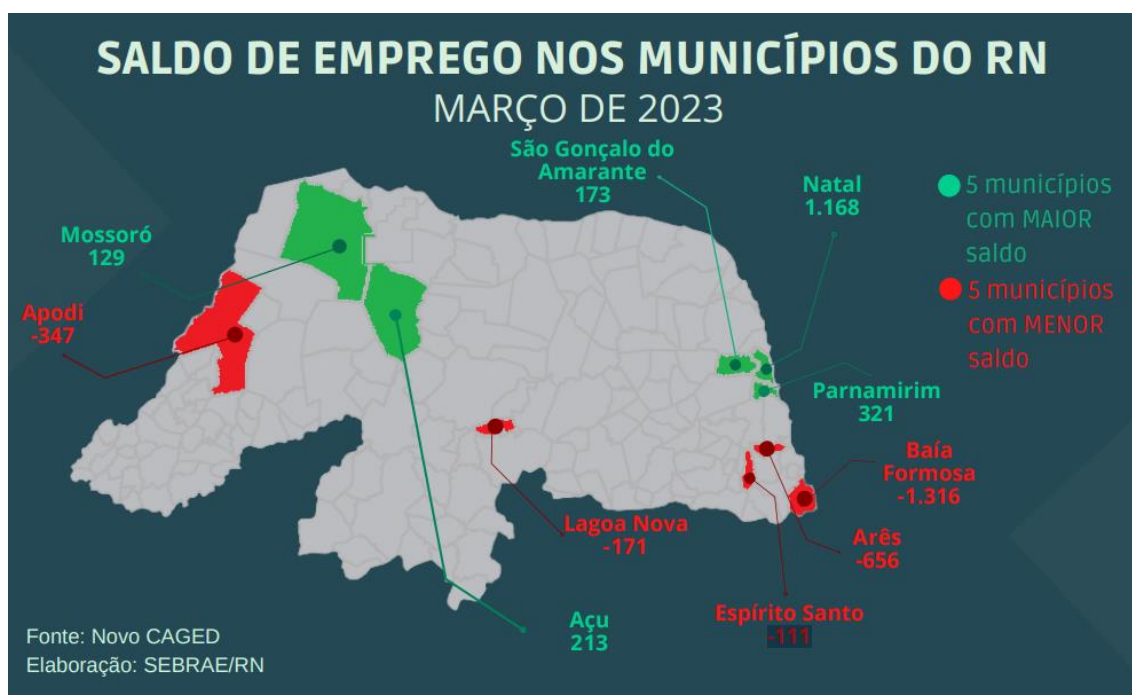 SALDO DE EMPREGO NOS MUNICÍPIOS DO RN
MARÇO DE 2023
São Gonçalo do
Amarante
173
Natal
1.168
5 municípios
com MAIOR
saldo
5 municípios
com MENOR
saldo
Mossoró
129
Apodi
-347
Parnamirim
321
Baía
Formosa
-1.316
Lagoa Nova
-171
Arês
-656
Espírito Santo
-111
Açu
213
Fonte: Novo CAGED
Elaboração: SEBRAE/RN